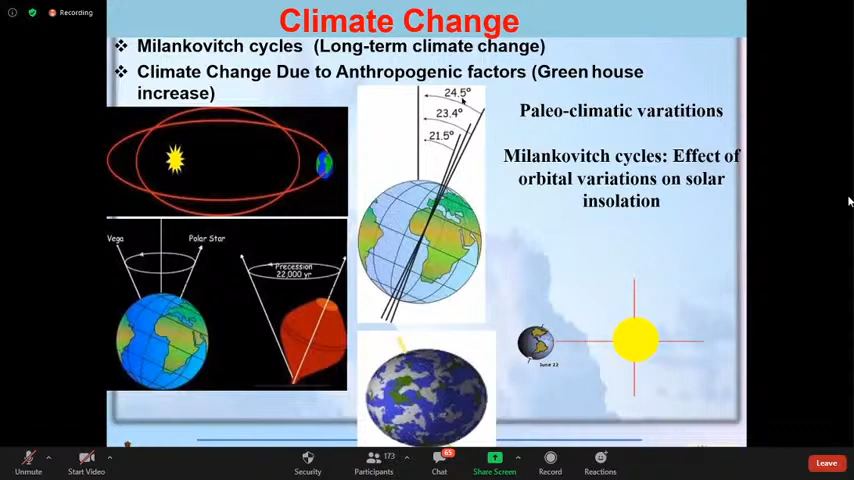 Recording
Climate Change
❖ Milankovitch cycles (Long-term climate change)
❖ Climate Change Due to Anthropogenic factors (Green house
increase)
24.5°
23.4°
21.5°
Paleo-climatic varatitions
Milankovitch cycles: Effect of
orbital variations on solar
insolation
Vega
Polar Star
Precession
22,000 yr
June 22
Unmute
Start Video
Security
Participants
173
Chat
65
Share Screen
Record
Reactions
Leave